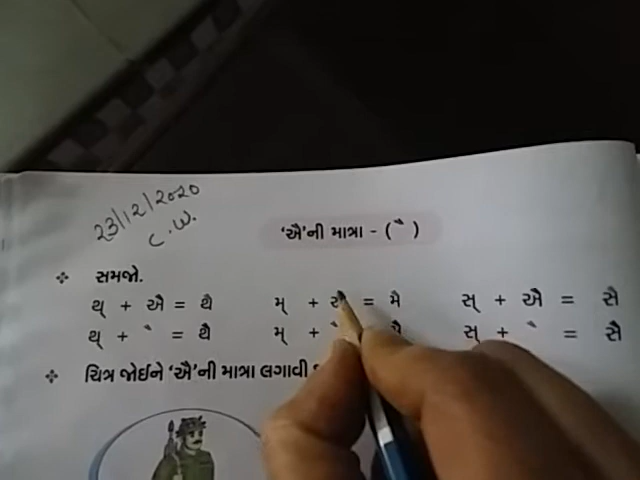 23/12/2020
C.W.
'ઐ'ની માત્રા - ( ૈ )
❖ સમજો.
થ્ + ઐ = થૈ મ્ + ઐ = મૈ સ્ + ઐ = સૈ
થ્ + ૈ = થૈ મ્ + ૈ સ્ + ૈ = સૈ
❖ ચિત્ર જોઈને 'ઐ'ની માત્રા લગાવી